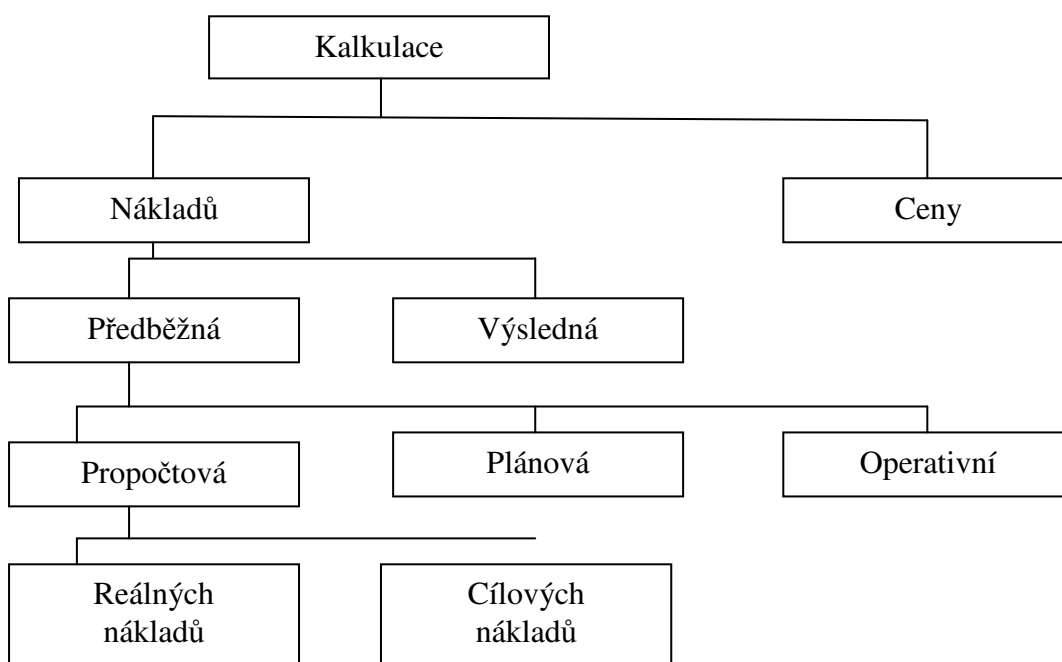 Kalkulace
Nákladů
Ceny
Předběžná
Výsledná
Propočtová
Plánová
Operativní
Reálných
nákladů
Cílových
nákladů